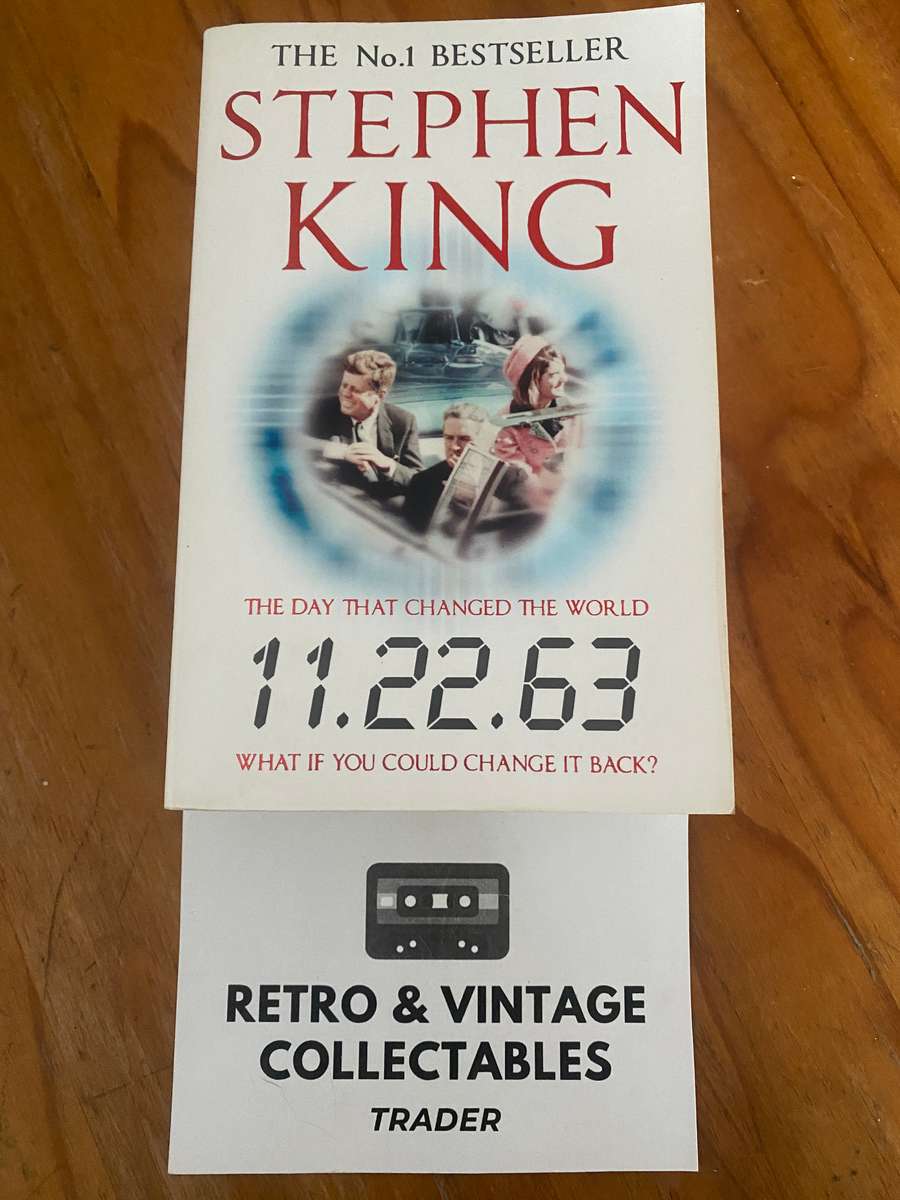 THE No.1 BESTSELLER
STEPHEN
KING
THE DAY THAT CHANGED THE WORLD
11.22.63
WHAT IF YOU COULD CHANGE IT BACK?
RETRO & VINTAGE
COLLECTABLES
TRADER